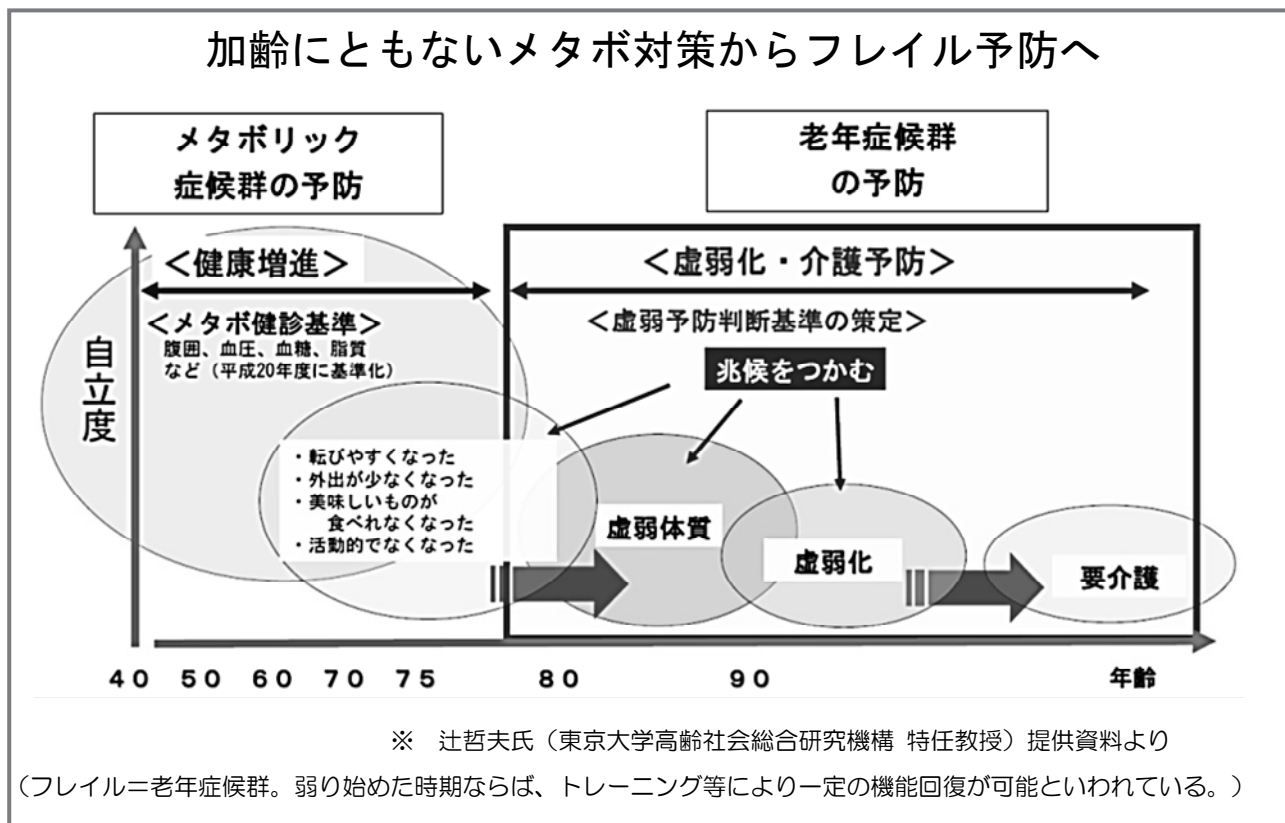 加齢にともないメタボ対策からフレイル予防へ
メタボリック
症候群の予防
老年症候群
の予防
＜健康増進＞
＜虚弱化・介護予防＞
＜メタボ健診基準＞
腹囲、血圧、血糖、脂質
など（平成20年度に基準化）
＜虚弱予防判断基準の策定＞
兆候をつかむ
自立度
・転びやすくなった
・外出が少なくなった
・美味しいものが
食べれなくなった
・活動的でなくなった
虚弱体質
虚弱化
要介護
40 50 60 70 75 80 90 年齢
※ 辻哲夫氏（東京大学高齢社会総合研究機構 特任教授）提供資料より
（フレイル＝老年症候群。弱り始めた時期ならば、トレーニング等により一定の機能回復が可能といわれている。）